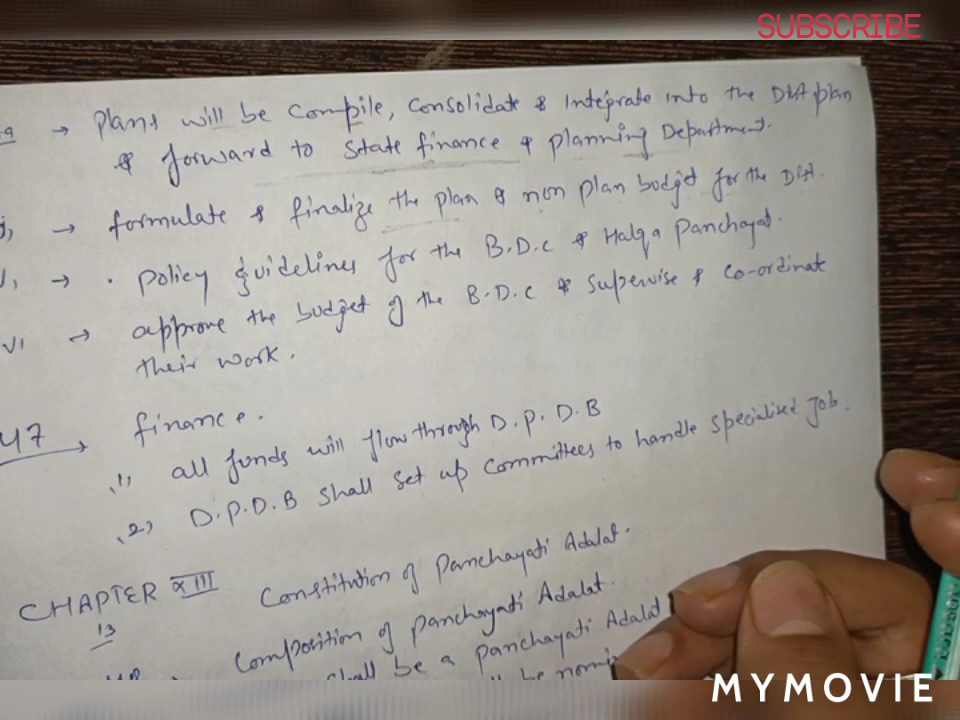 SUBSCRIBE
→ Plans will be Compile, Consolidate & Integrate into the Dist plan
& forward to State finance & planning Department.
→ formulate & finalize the plan & non plan budget for the Dist.
→ . Policy guidelines for the B.D.C & Halqa Panchayat.
→ approve the budget of the B.D.C & Supervise & Co-ordinate
their work.
47 → finance.
(1) all funds will flow through D.P.D.B
(2) D.P.D.B shall set up Committees to handle specialised Job.
CHAPTER XIII Constitution of Panchayati Adalat.
13
Composition of Panchayati Adalat.
shall be a panchayati Adalat
be
MYMOVIE